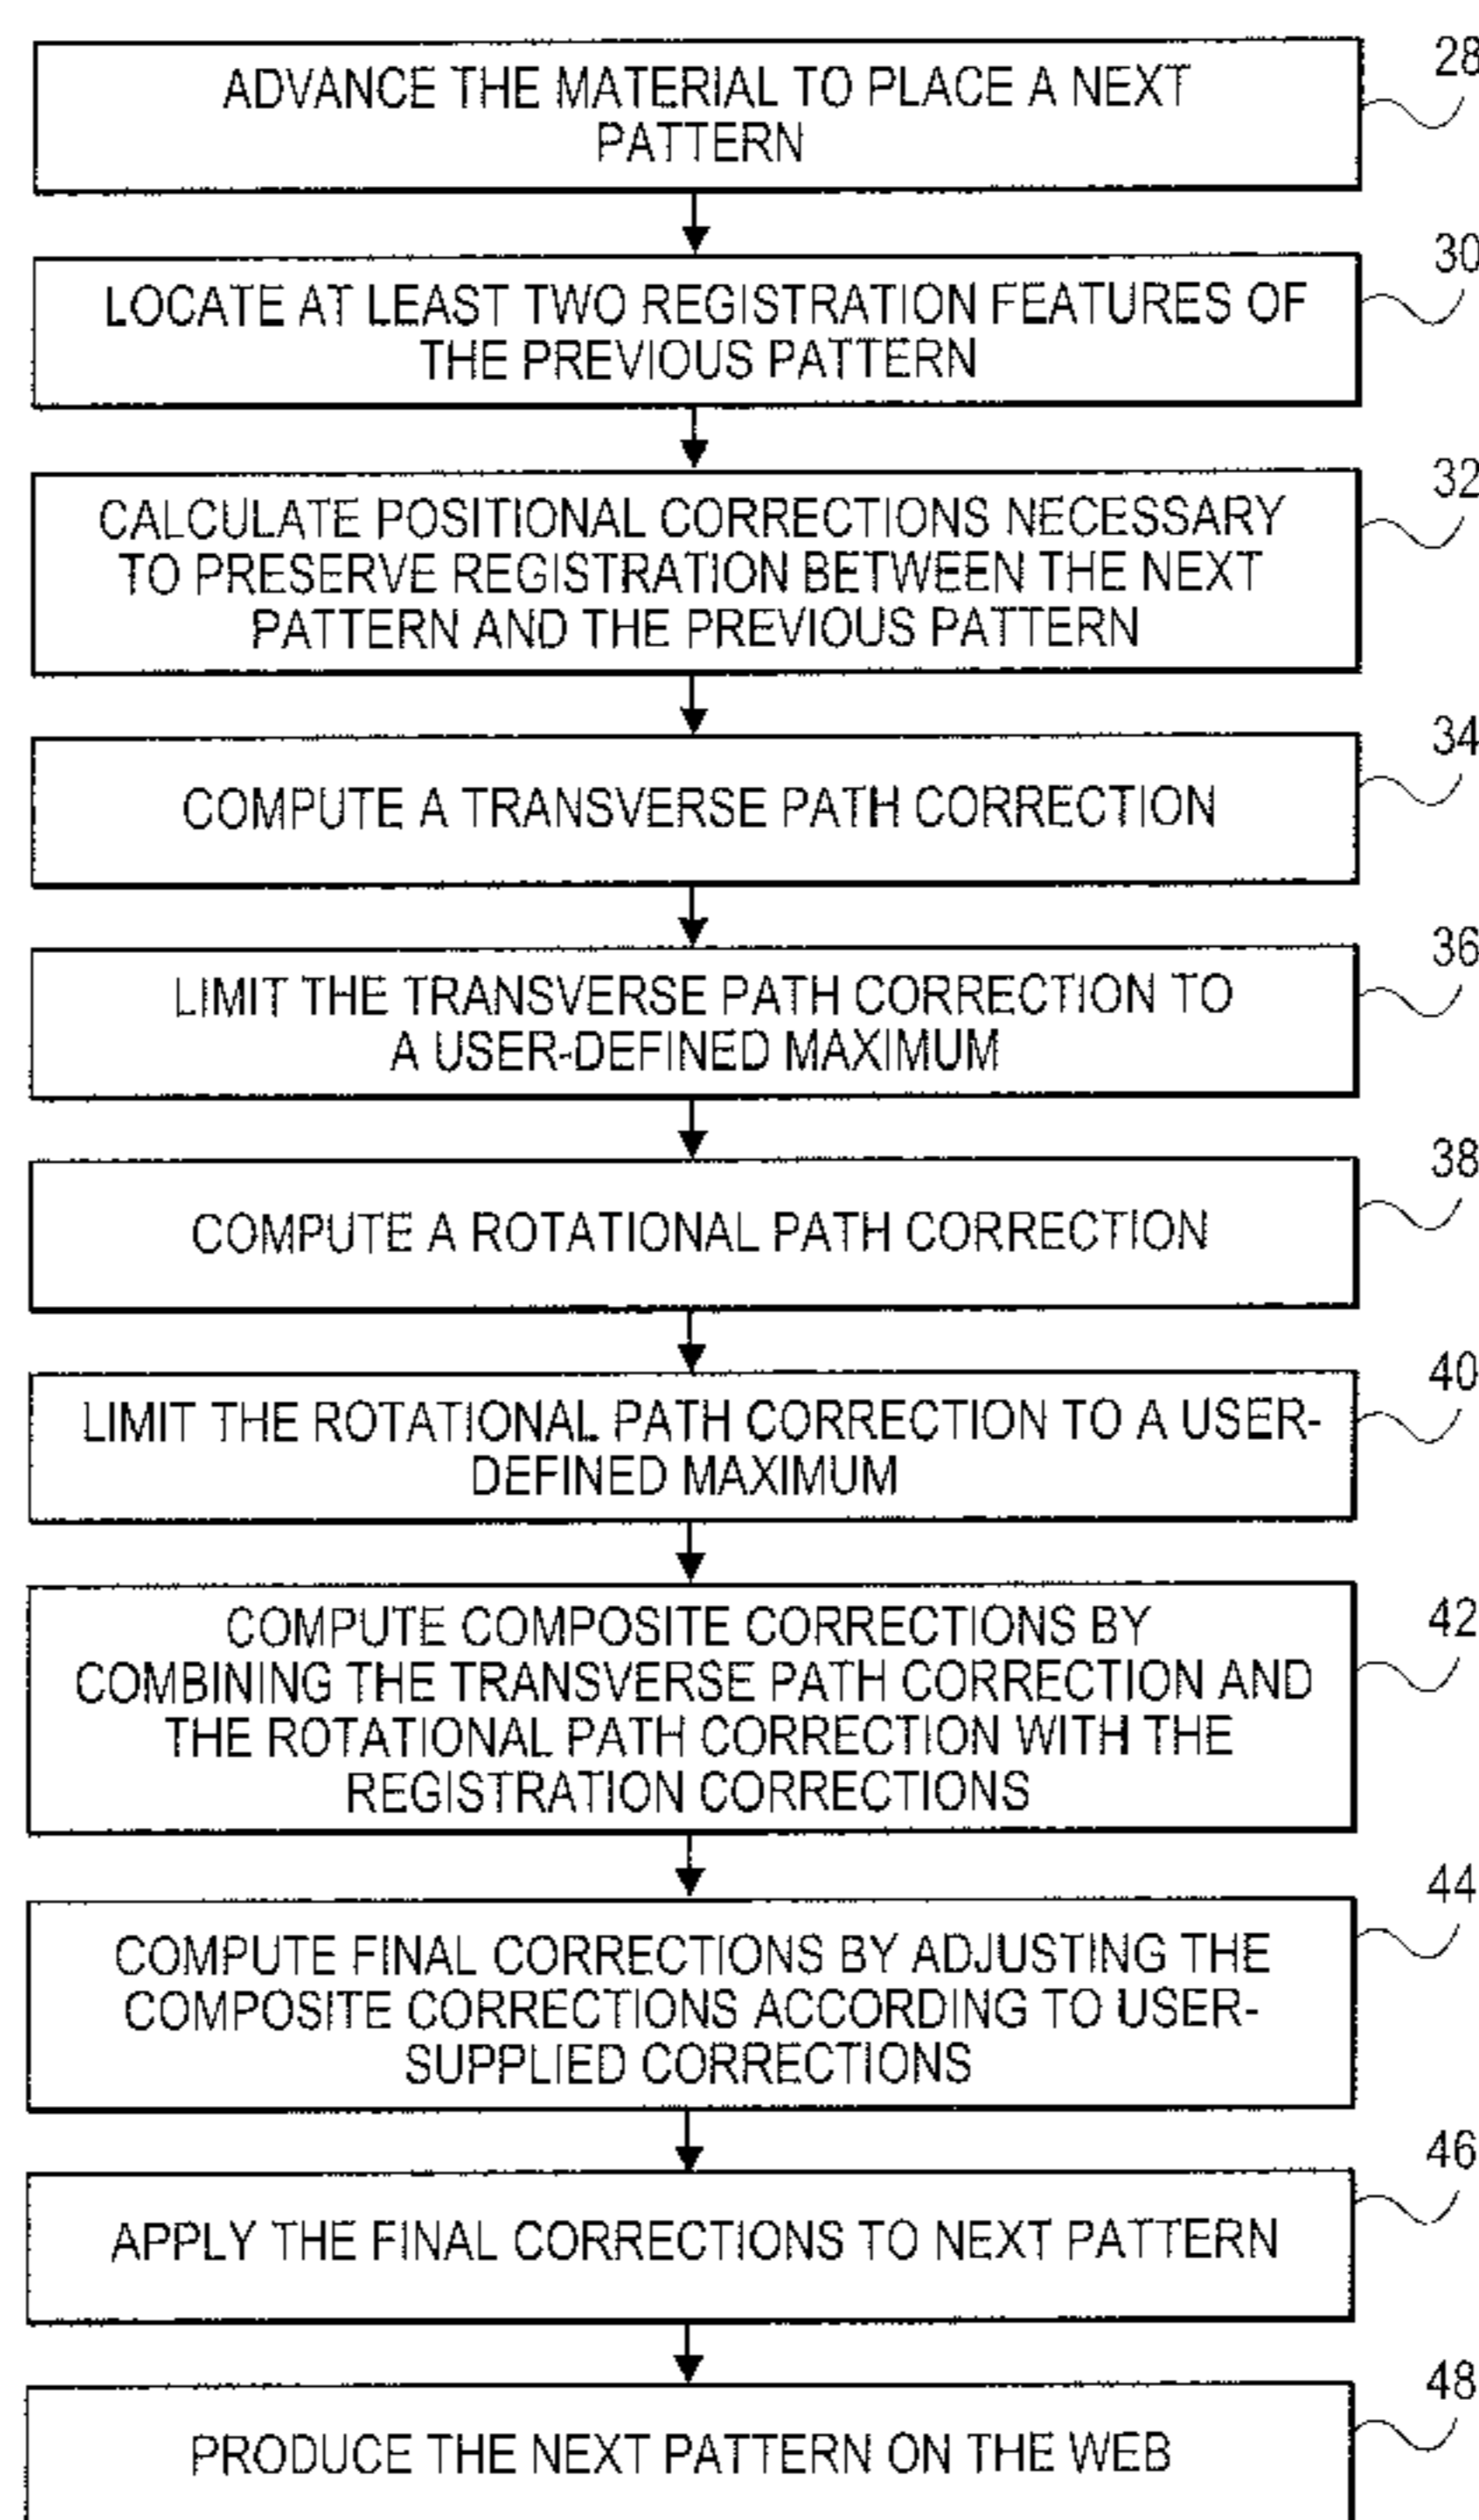 28
ADVANCE THE MATERIAL TO PLACE A NEXT
PATTERN
30
LOCATE AT LEAST TWO REGISTRATION FEATURES OF
THE PREVIOUS PATTERN
32
CALCULATE POSITIONAL CORRECTIONS NECESSARY
TO PRESERVE REGISTRATION BETWEEN THE NEXT
PATTERN AND THE PREVIOUS PATTERN
34
COMPUTE A TRANSVERSE PATH CORRECTION
36
LIMIT THE TRANSVERSE PATH CORRECTION TO
A USER-DEFINED MAXIMUM
38
COMPUTE A ROTATIONAL PATH CORRECTION
40
LIMIT THE ROTATIONAL PATH CORRECTION TO A USER-
DEFINED MAXIMUM
42
COMPUTE COMPOSITE CORRECTIONS BY
COMBINING THE TRANSVERSE PATH CORRECTION AND
THE ROTATIONAL PATH CORRECTION WITH THE
REGISTRATION CORRECTIONS
44
COMPUTE FINAL CORRECTIONS BY ADJUSTING THE
COMPOSITE CORRECTIONS ACCORDING TO USER-
SUPPLIED CORRECTIONS
46
APPLY THE FINAL CORRECTIONS TO NEXT PATTERN
48
PRODUCE THE NEXT PATTERN ON THE WEB